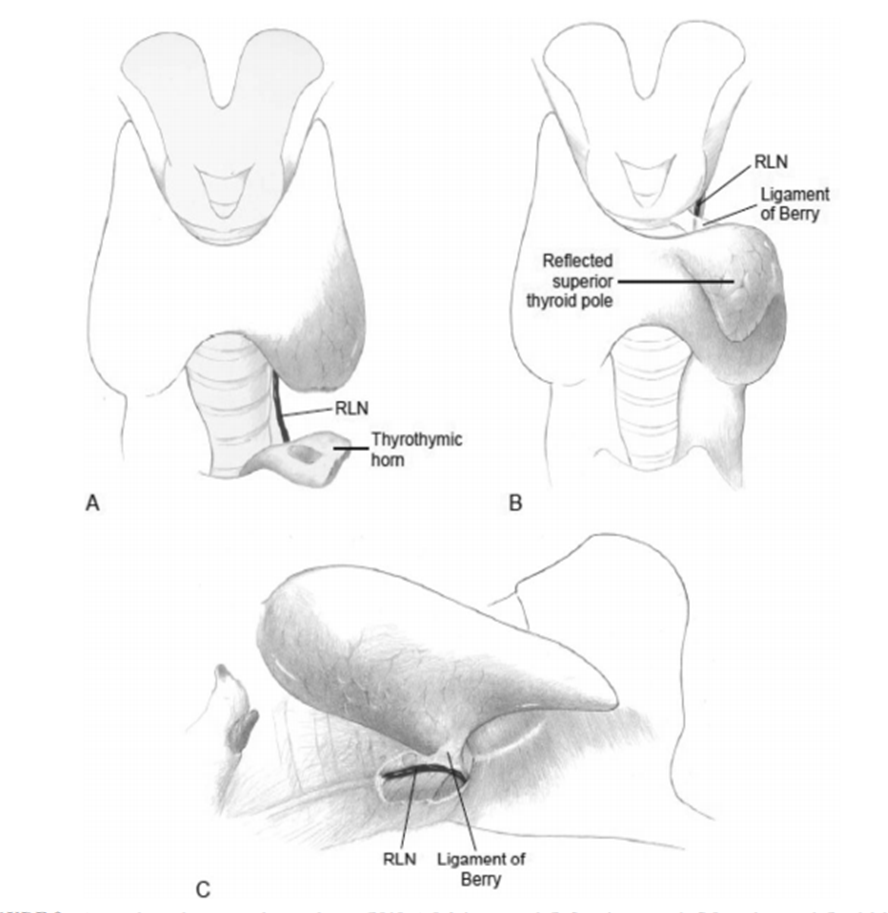 RLN
Thyrothymic
horn
A
RLN
Ligament
of Berry
Reflected
superior
thyroid pole
B
RLN
Ligament of
Berry
C